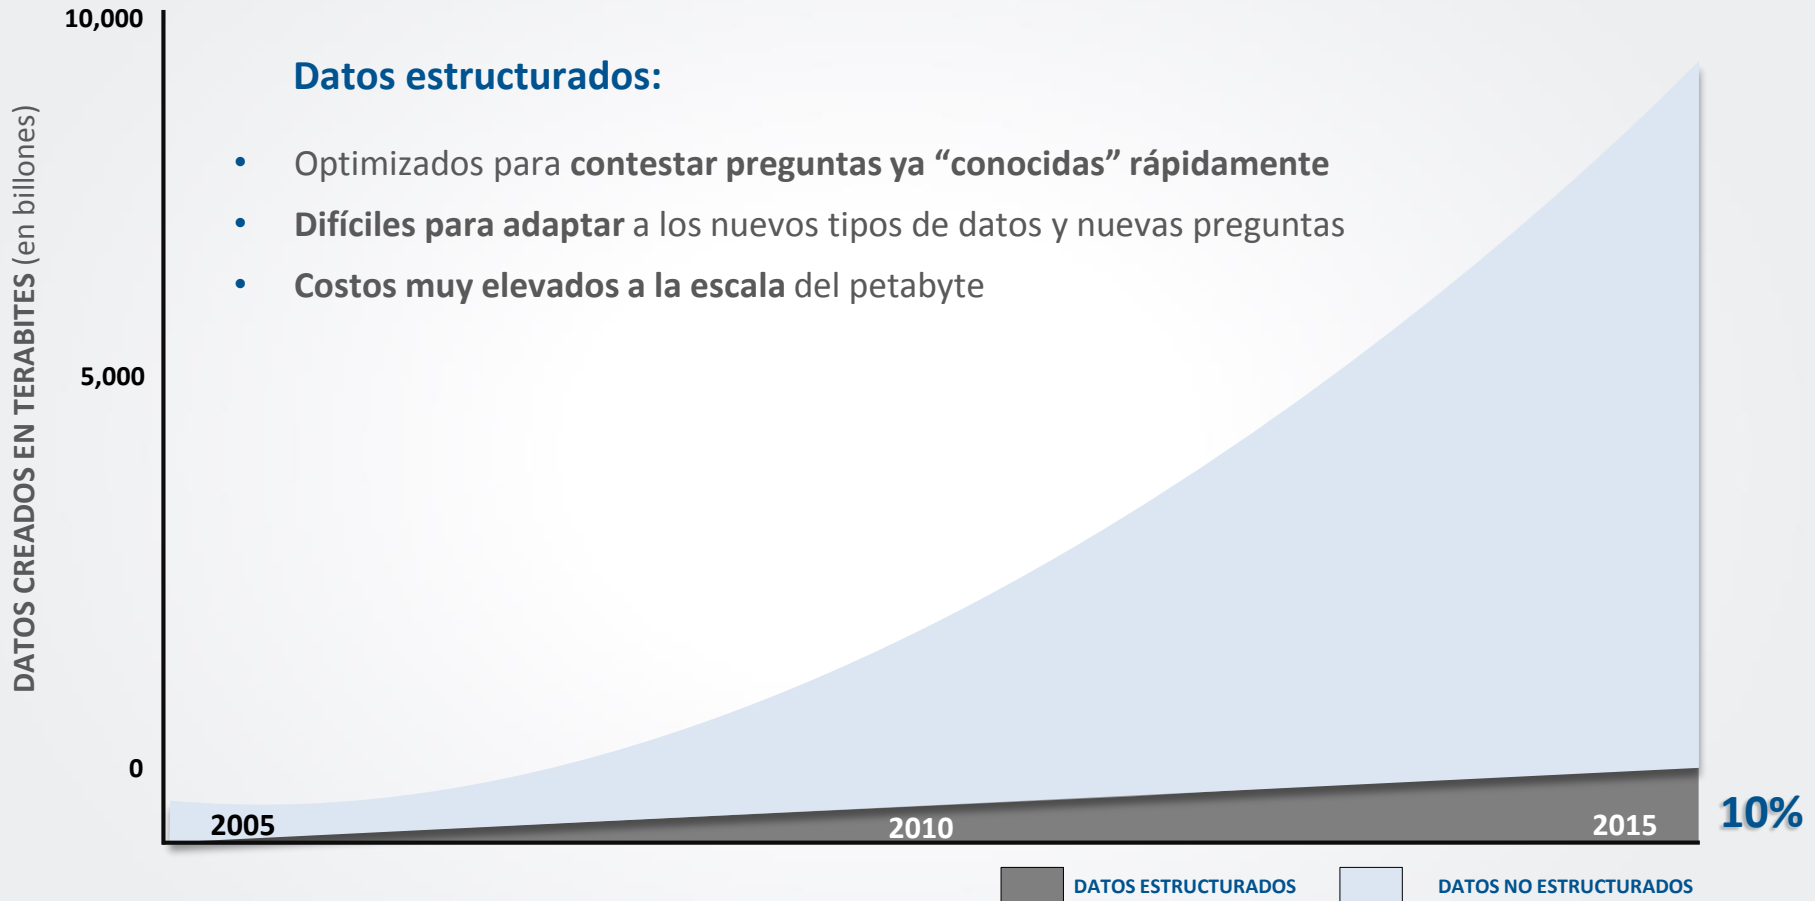 10,000
Datos estructurados:
• Optimizados para contestar preguntas ya “conocidas” rápidamente
• Difíciles para adaptar a los nuevos tipos de datos y nuevas preguntas
• Costos muy elevados a la escala del petabyte
DATOS CREADOS EN TERABITES (en billones)
5,000
0
2005
2010
2015
10%
DATOS ESTRUCTURADOS
DATOS NO ESTRUCTURADOS